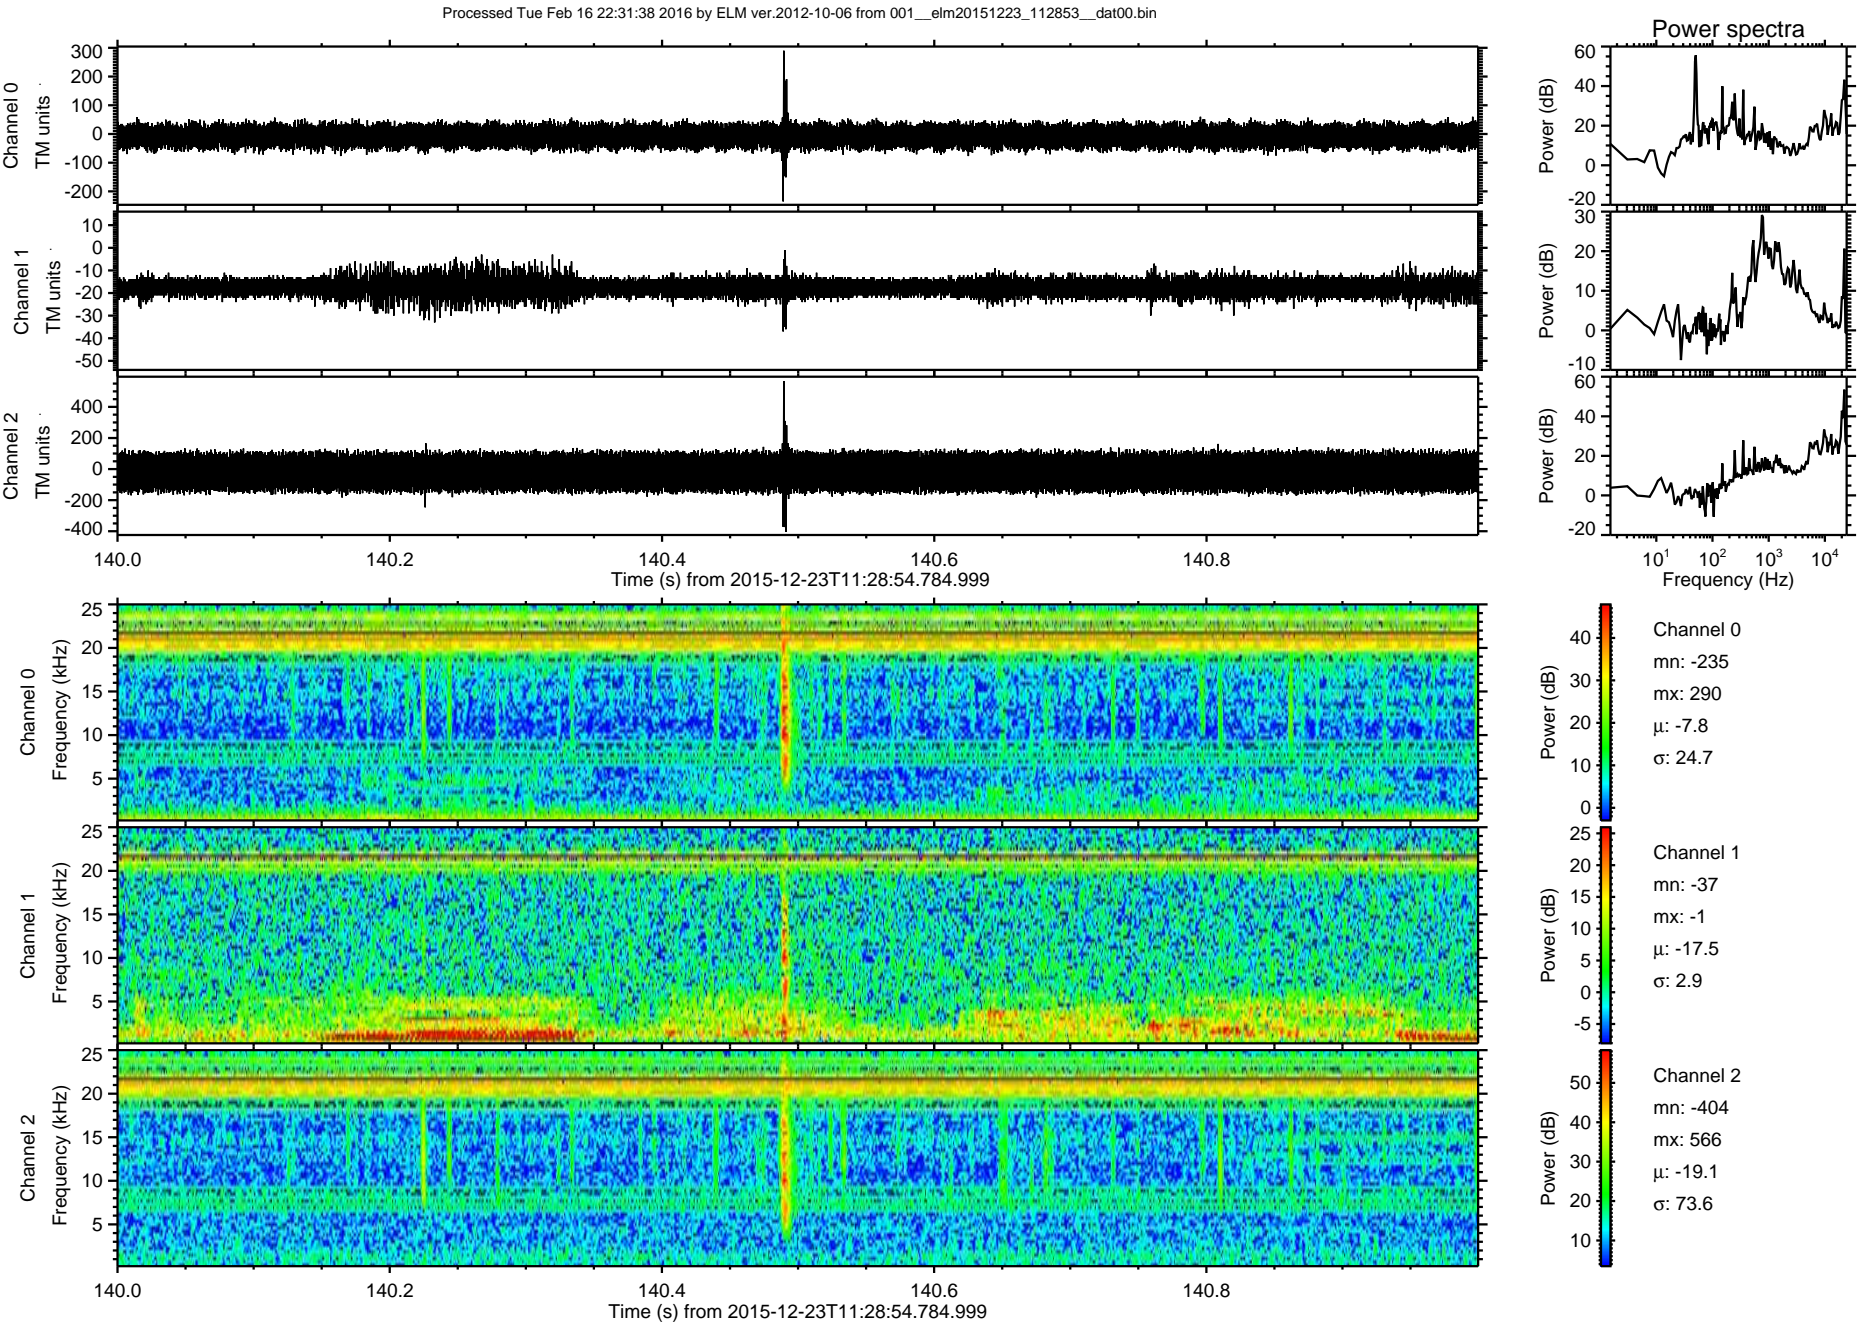 Processed Tue Feb 16 22:31:38 2016 by ELM ver.2012-10-06 from 001__elm20151223_112853__dat00.bin
Power spectra
Channel 0
TM units
300
200
100
0
-100
-200
Power (dB)
60
40
20
0
-20
Channel 1
TM units
10
0
-10
-20
-30
-40
-50
Power (dB)
30
20
10
0
-10
Channel 2
TM units
400
200
0
-200
-400
Power (dB)
60
40
20
0
-20
140.0 140.2 140.4 140.6 140.8
Time (s) from 2015-12-23T11:28:54.784.999
10¹ 10² 10³ 10⁴
Frequency (Hz)
Channel 0
Frequency (kHz)
25
20
15
10
5
Power (dB)
40
30
20
10
0
Channel 0
mn: -235
mx: 290
μ: -7.8
σ: 24.7
Channel 1
Frequency (kHz)
25
20
15
10
5
Power (dB)
25
20
15
10
5
0
-5
Channel 1
mn: -37
mx: -1
μ: -17.5
σ: 2.9
Channel 2
Frequency (kHz)
25
20
15
10
5
Power (dB)
50
40
30
20
10
Channel 2
mn: -404
mx: 566
μ: -19.1
σ: 73.6
140.0 140.2 140.4 140.6 140.8
Time (s) from 2015-12-23T11:28:54.784.999